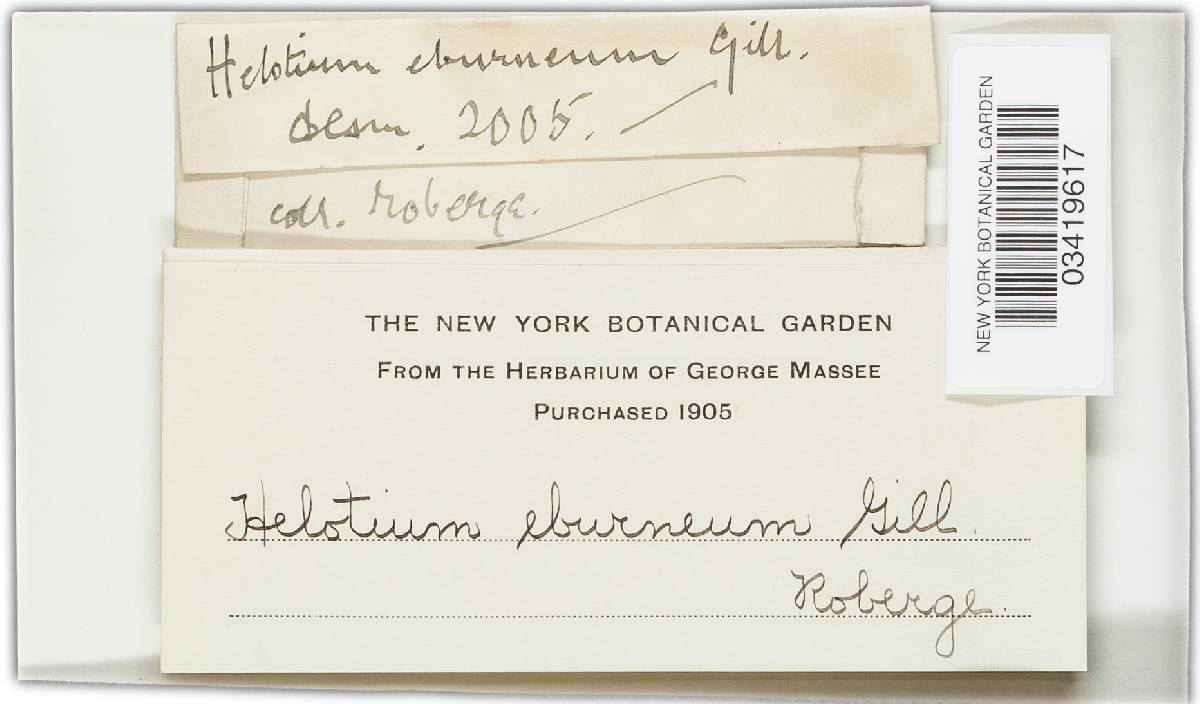 Helotium eburneum Gill.
desm. 2005.
coll. Roberge.
THE NEW YORK BOTANICAL GARDEN
FROM THE HERBARIUM OF GEORGE MASSEE
PURCHASED 1905
Helotium eburneum Gill.
Roberge.
NEW YORK BOTANICAL GARDEN
03419617